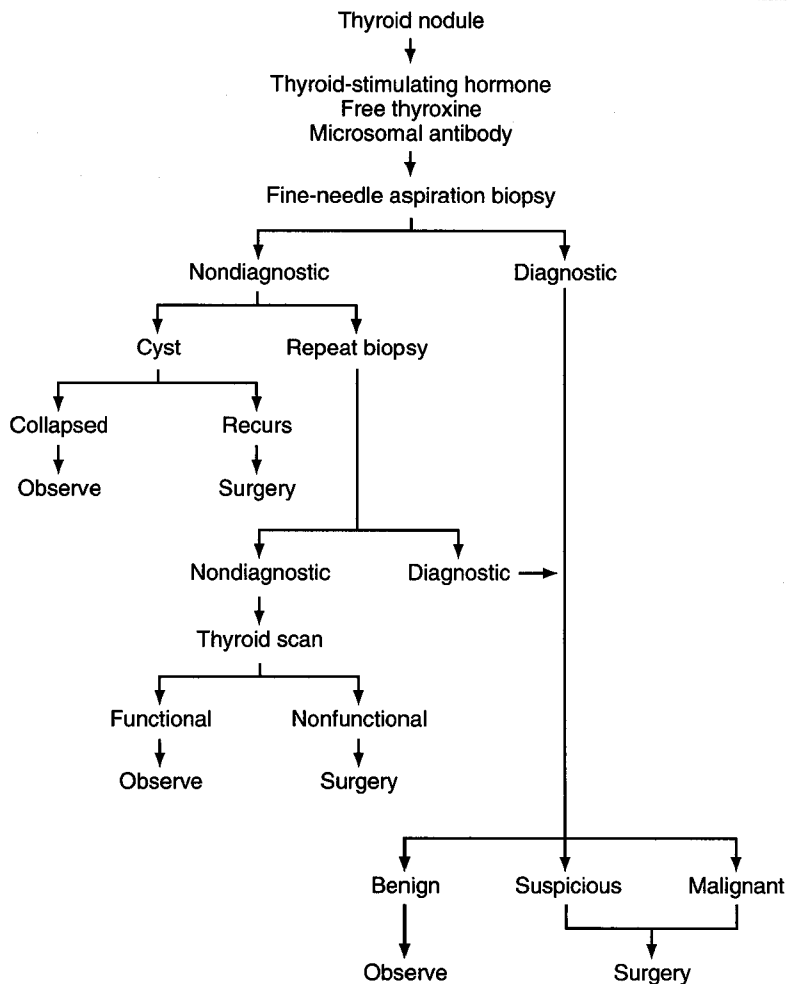 Thyroid nodule
Thyroid-stimulating hormone
Free thyroxine
Microsomal antibody
Fine-needle aspiration biopsy
Nondiagnostic
Diagnostic
Cyst
Repeat biopsy
Collapsed
Recurs
Observe
Surgery
Nondiagnostic
Diagnostic
Thyroid scan
Functional
Nonfunctional
Observe
Surgery
Benign
Suspicious
Malignant
Observe
Surgery